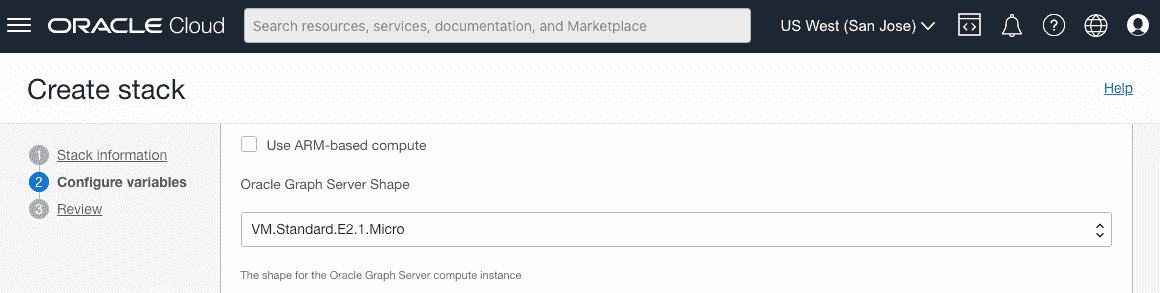 ORACLE Cloud Search resources, services, documentation, and Marketplace US West (San Jose)
Create stack Help
1 Stack information
2 Configure variables
3 Review
Use ARM-based compute
Oracle Graph Server Shape
VM.Standard.E2.1.Micro
The shape for the Oracle Graph Server compute instance